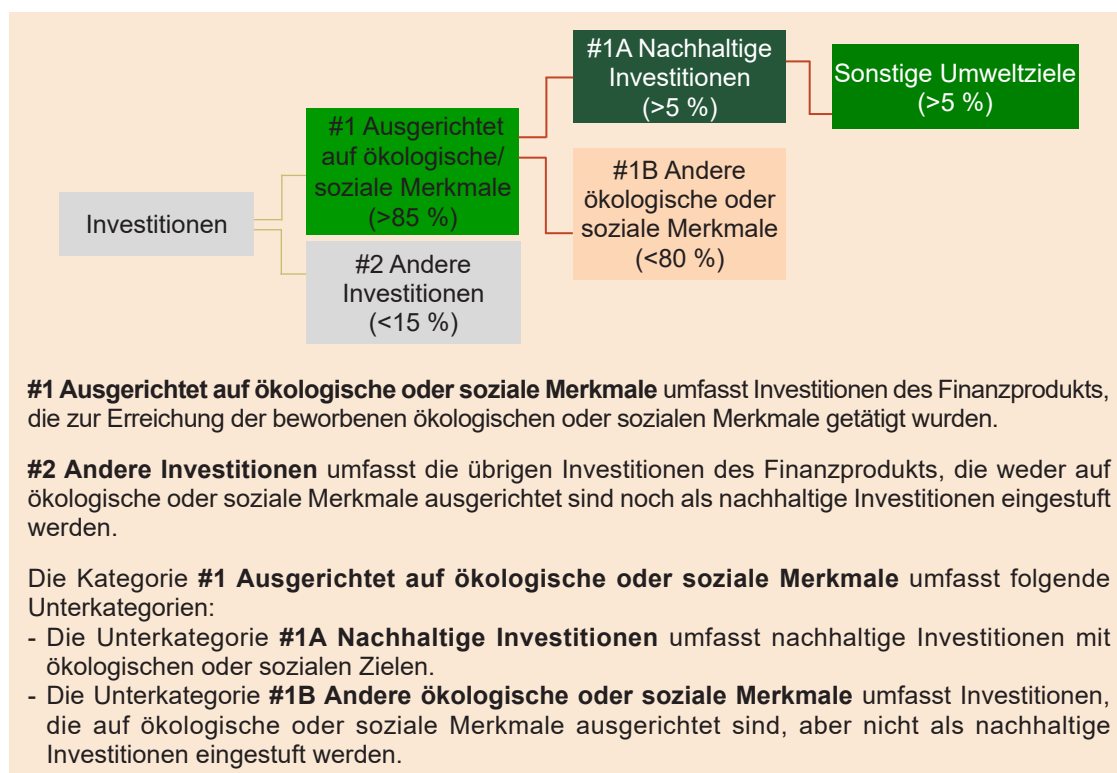 Investitionen
#1 Ausgerichtet
auf ökologische/
soziale Merkmale
(>85 %)
#2 Andere
Investitionen
(<15 %)
#1A Nachhaltige
Investitionen
(>5 %)
#1B Andere
ökologische oder
soziale Merkmale
(<80 %)
Sonstige Umweltziele
(>5 %)
#1 Ausgerichtet auf ökologische oder soziale Merkmale umfasst Investitionen des Finanzprodukts,
die zur Erreichung der beworbenen ökologischen oder sozialen Merkmale getätigt wurden.
#2 Andere Investitionen umfasst die übrigen Investitionen des Finanzprodukts, die weder auf
ökologische oder soziale Merkmale ausgerichtet sind noch als nachhaltige Investitionen eingestuft
werden.
Die Kategorie #1 Ausgerichtet auf ökologische oder soziale Merkmale umfasst folgende
Unterkategorien:
- Die Unterkategorie #1A Nachhaltige Investitionen umfasst nachhaltige Investitionen mit
ökologischen oder sozialen Zielen.
- Die Unterkategorie #1B Andere ökologische oder soziale Merkmale umfasst Investitionen,
die auf ökologische oder soziale Merkmale ausgerichtet sind, aber nicht als nachhaltige
Investitionen eingestuft werden.